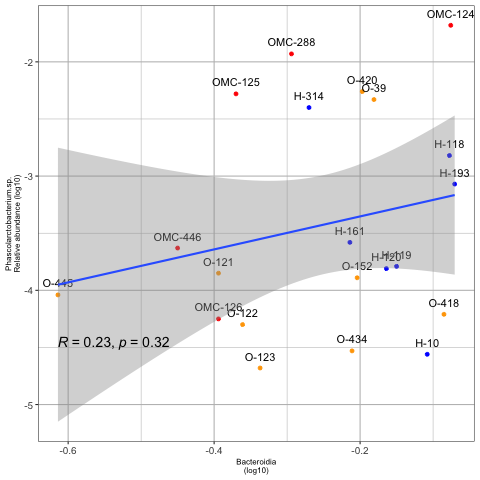 OMC-124
-2
OMC-288
O-420
OMC-125
O-39
H-314
H-118
-3
H-193
Phascolarctobacterium.sp.
Relative abundance (log10)
OMC-446
H-161
O-121
H-119
O-152
O-445
-4
OMC-126
O-122
O-418
R = 0.23, p = 0.32
O-434
H-10
O-123
-5
-0.6
-0.4
-0.2
Bacteroidia
(log10)